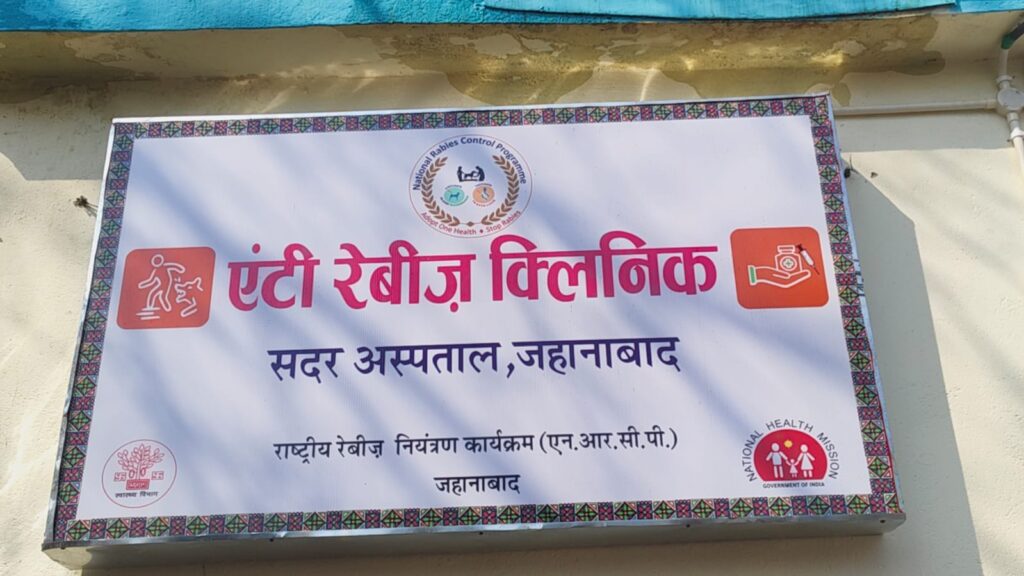 National Rabies Control Programme
Adopt One Health • Stop Rabies
एंटी रेबीज़ क्लिनिक
सदर अस्पताल,जहानाबाद
राष्ट्रीय रेबीज़ नियंत्रण कार्यक्रम (एन.आर.सी.पी.)
जहानाबाद
स्वास्थ्य विभाग
NATIONAL HEALTH MISSION
GOVERNMENT OF INDIA